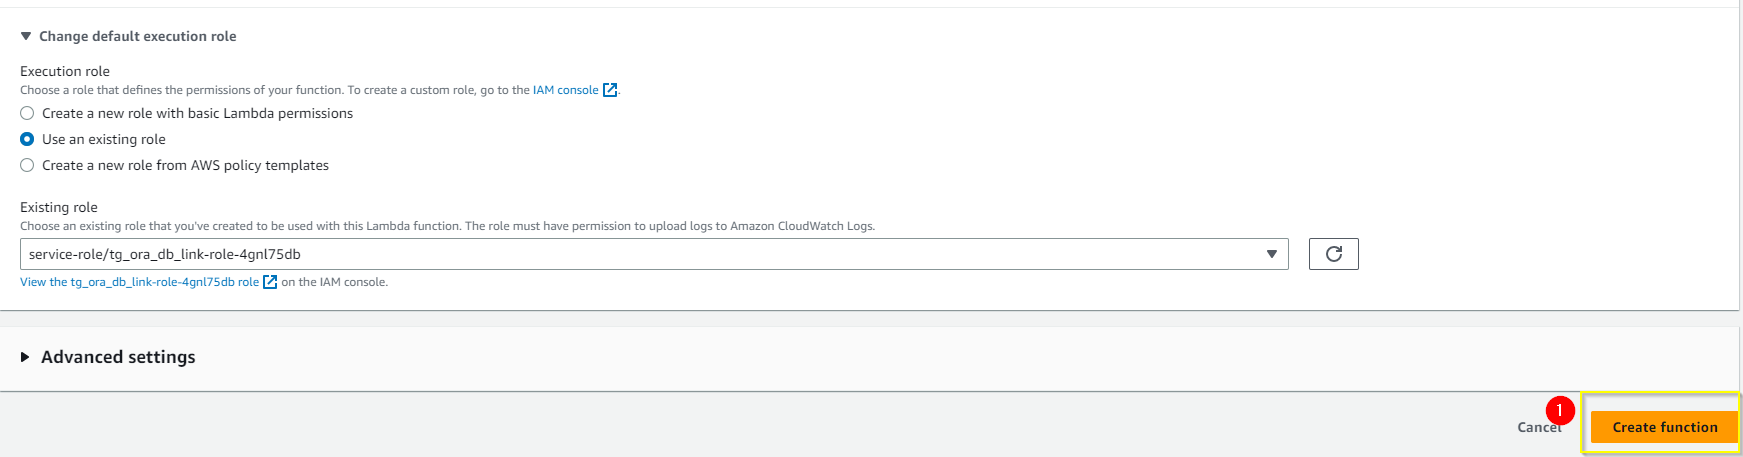 Change default execution role
Execution role
Choose a role that defines the permissions of your function. To create a custom role, go to the IAM console.
Create a new role with basic Lambda permissions
Use an existing role
Create a new role from AWS policy templates
Existing role
Choose an existing role that you've created to be used with this Lambda function. The role must have permission to upload logs to Amazon CloudWatch Logs.
service-role/tg_ora_db_link-role-4gnl75db
View the tg_ora_db_link-role-4gnl75db role on the IAM console.
Advanced settings
1
Cancel Create function